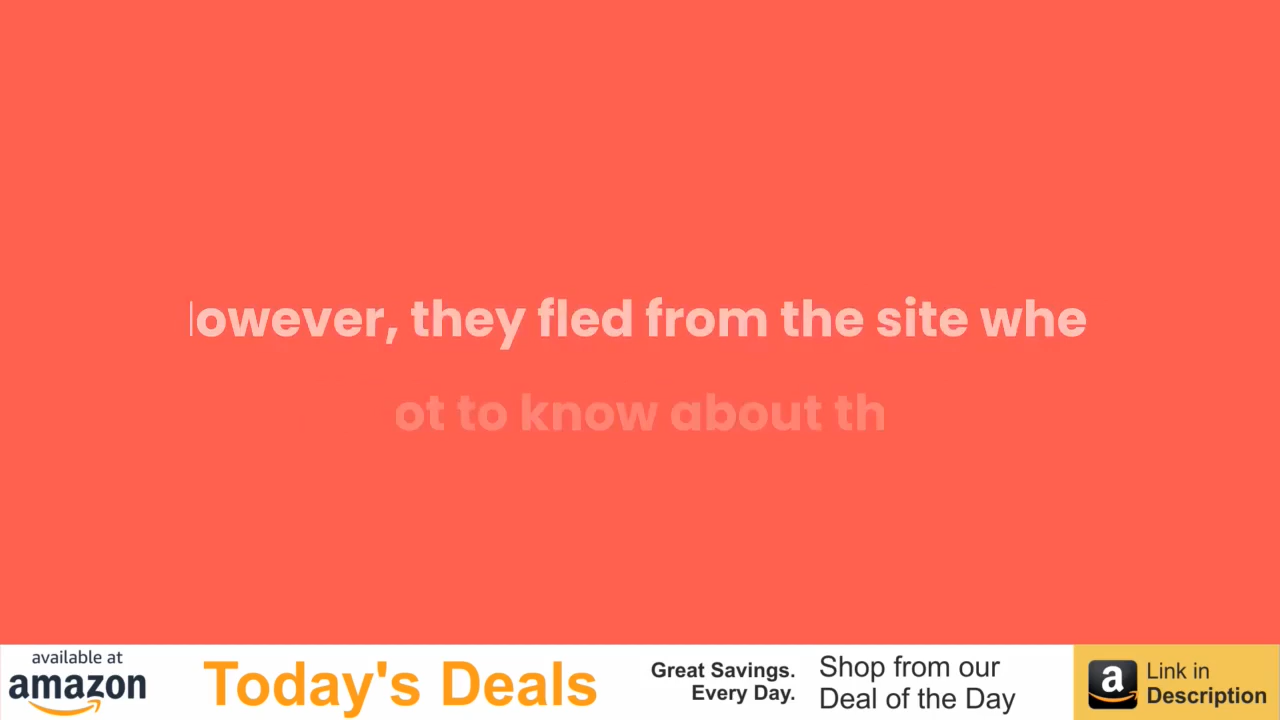 owever, they fled from the site whe
ot to know about th
available at
amazon
Today's Deals
Great Savings.
Every Day.
Shop from our
Deal of the Day
a
Link in
Description